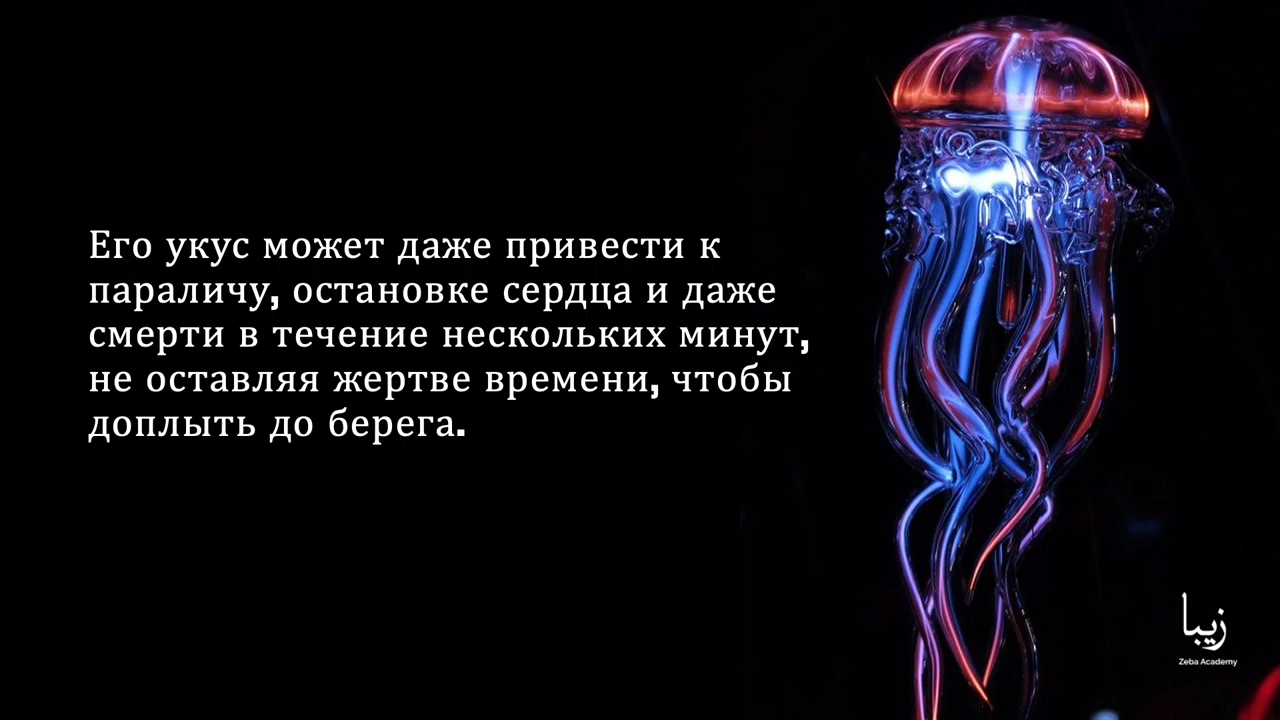 Его укус может даже привести к
параличу, остановке сердца и даже
смерти в течение нескольких минут,
не оставляя жертве времени, чтобы
доплыть до берега.
زيبا
Zeba Academy